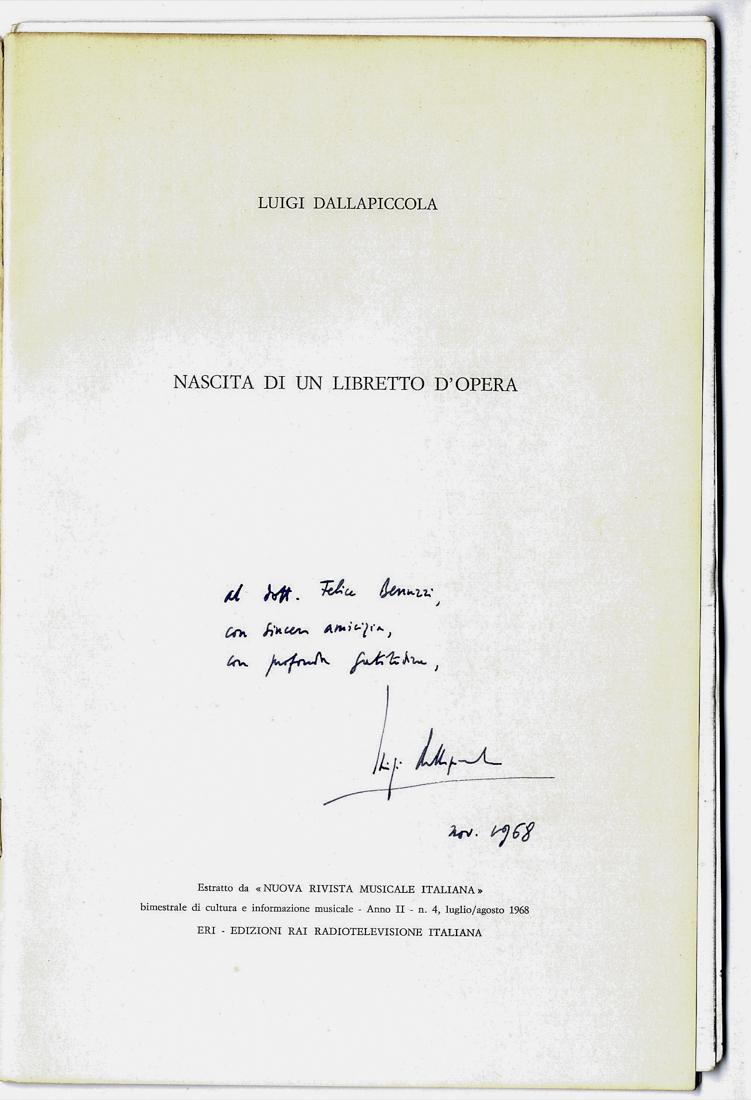 LUIGI DALLAPICCOLA
NASCITA DI UN LIBRETTO D'OPERA
al dott. Felice Benuzzi,
con sincera amicizia,
con profonda gratitudine,
Luigi Dallapiccola
nov. 1968
Estratto da «NUOVA RIVISTA MUSICALE ITALIANA»
bimestrale di cultura e informazione musicale - Anno II - n. 4, luglio/agosto 1968
ERI - EDIZIONI RAI RADIOTELEVISIONE ITALIANA